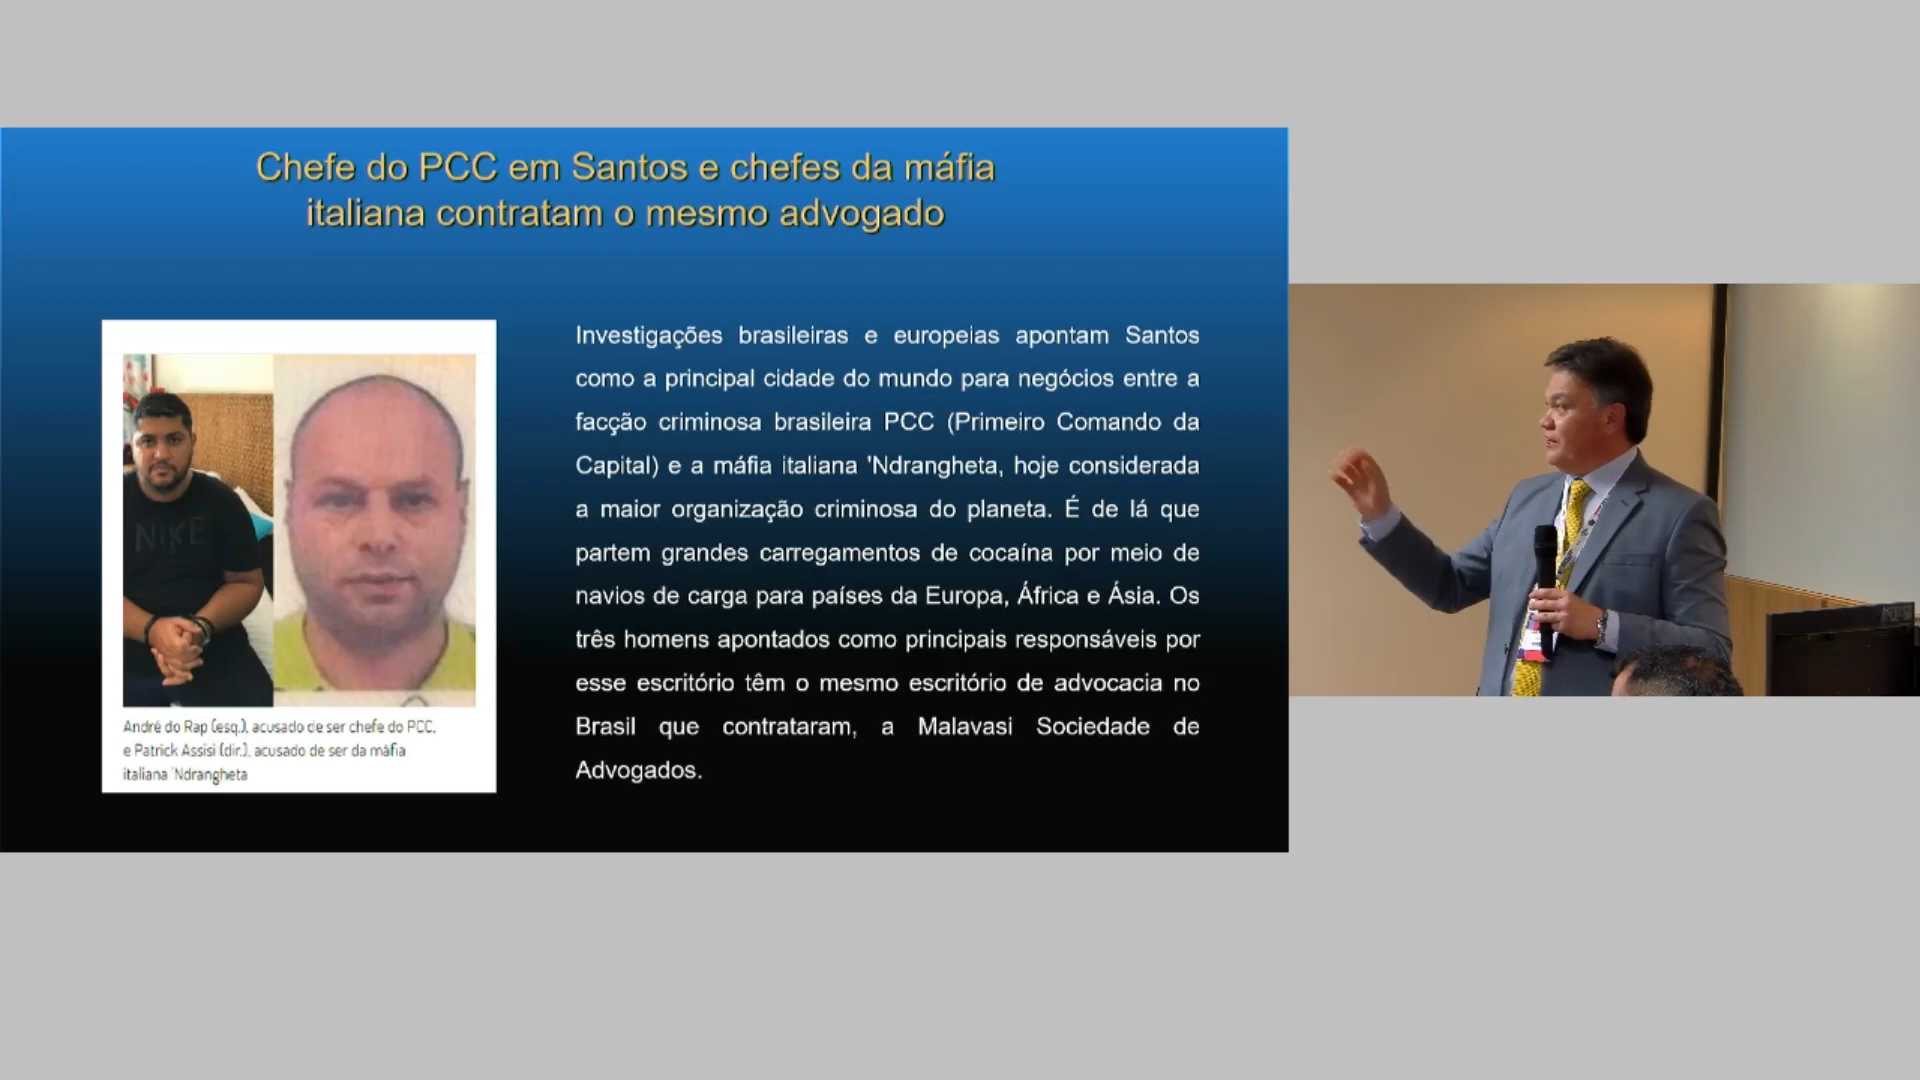 Chefe do PCC em Santos e chefes da máfia
italiana contratam o mesmo advogado
NIKE
André do Rap (esq.), acusado de ser chefe do PCC,
e Patrick Assisi (dir.), acusado de ser da máfia
italiana 'Ndrangheta
Investigações brasileiras e europeias apontam Santos
como a principal cidade do mundo para negócios entre a
facção criminosa brasileira PCC (Primeiro Comando da
Capital) e a máfia italiana 'Ndrangheta, hoje considerada
a maior organização criminosa do planeta. É de lá que
partem grandes carregamentos de cocaína por meio de
navios de carga para países da Europa, África e Ásia. Os
três homens apontados como principais responsáveis por
esse escritório têm o mesmo escritório de advocacia no
Brasil que contrataram, a Malavasi Sociedade de
Advogados.